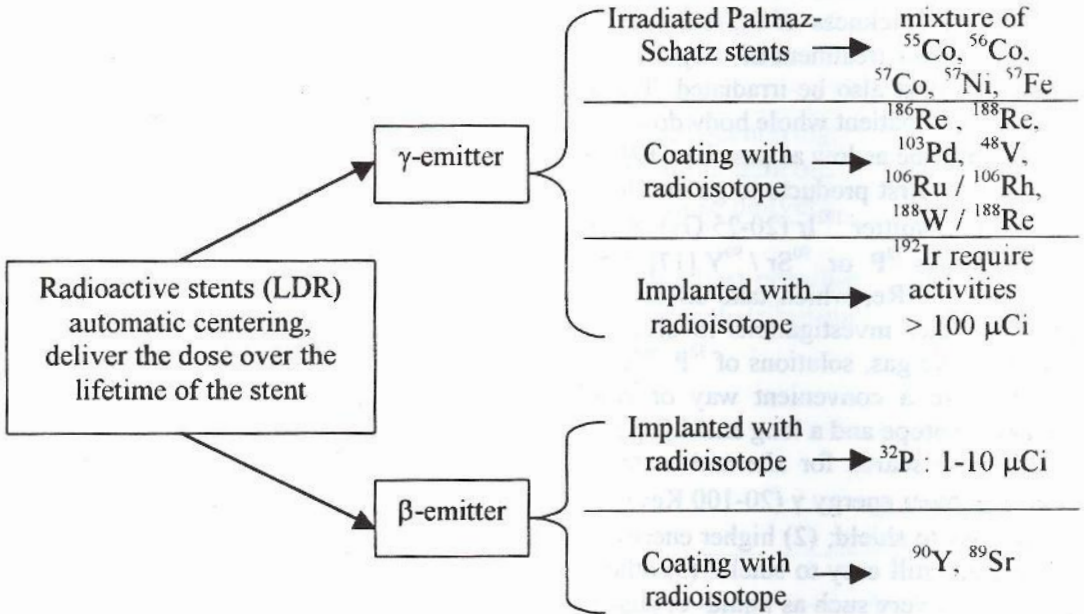 Irradiated Palmaz-
Schatz stents
mixture of
⁵⁵Co, ⁵⁶Co,
⁵⁷Co, ⁵⁷Ni, ⁵⁷Fe
γ-emitter
Coating with
radioisotope
¹⁸⁶Re, ¹⁸⁸Re,
¹⁰³Pd, ⁴⁸V,
¹⁰⁶Ru / ¹⁰⁶Rh,
¹⁸⁸W / ¹⁸⁸Re
Implanted with
radioisotope
¹⁹²Ir require
activities
> 100 μCi
Radioactive stents (LDR)
automatic centering,
deliver the dose over the
lifetime of the stent
β-emitter
Implanted with
radioisotope
³²P : 1-10 μCi
Coating with
radioisotope
⁹⁰Y, ⁸⁹Sr